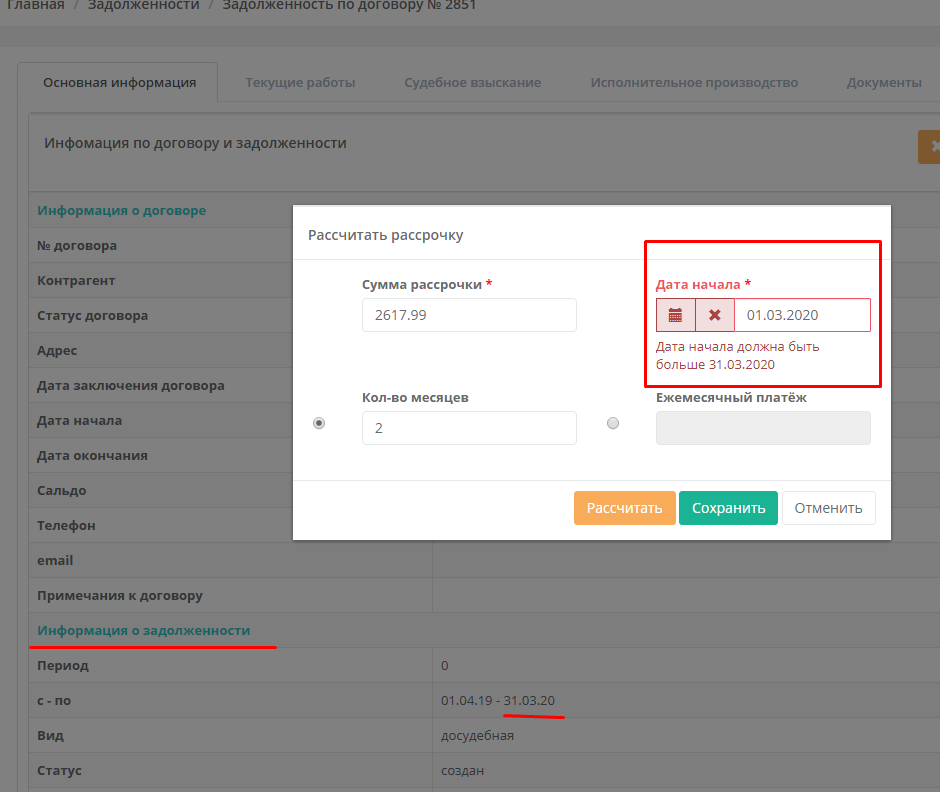 Главная / Задолженности / Задолженность по договору № 2851
Основная информация Текущие работы Судебное взыскание Исполнительное производство Документы
Инфомация по договору и задолженности
Информация о договоре
№ договора
Контрагент
Статус договора
Адрес
Дата заключения договора
Дата начала
Дата окончания
Сальдо
Телефон
email
Примечания к договору
Информация о задолженности
Период 0
с - по 01.04.19 - 31.03.20
Вид досудебная
Статус создан
Рассчитать рассрочку
Сумма рассрочки * Дата начала *
2617.99 01.03.2020
Дата начала должна быть
больше 31.03.2020
Кол-во месяцев Ежемесячный платёж
2
Рассчитать Сохранить Отменить